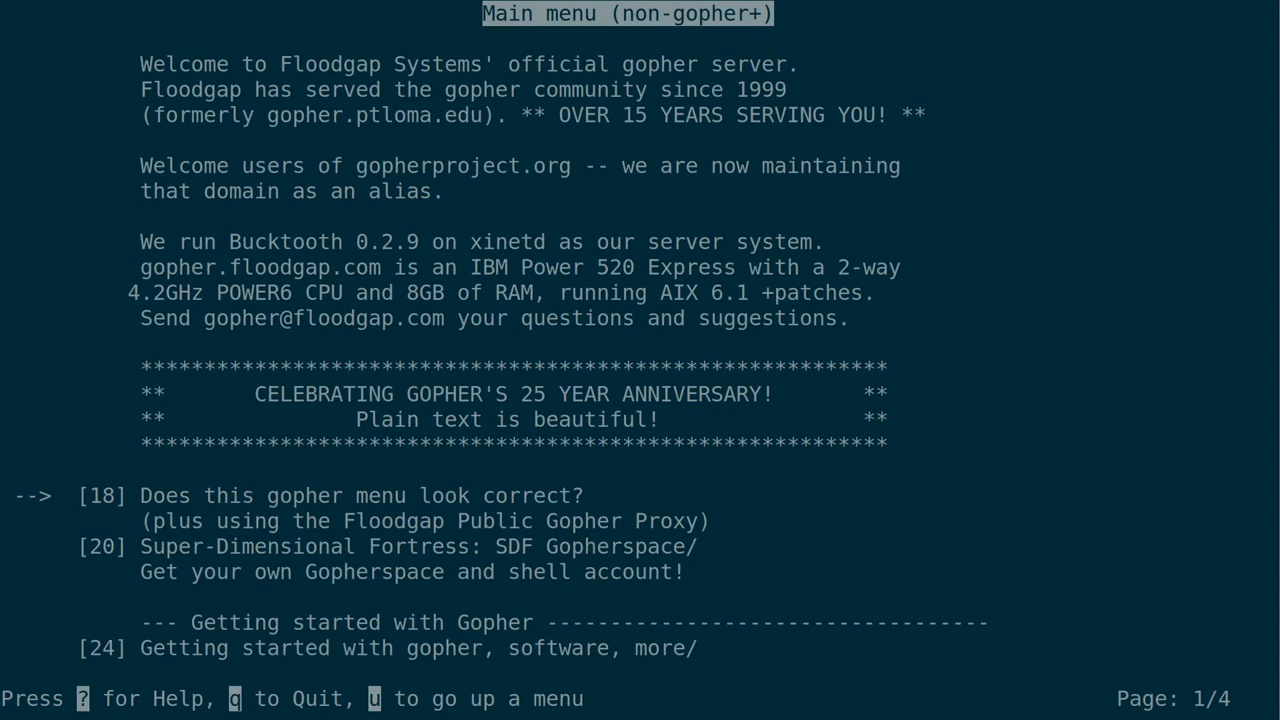 Main menu (non-gopher+)
Welcome to Floodgap Systems' official gopher server.
Floodgap has served the gopher community since 1999
(formerly gopher.ptloma.edu). ** OVER 15 YEARS SERVING YOU! **
Welcome users of gopherproject.org -- we are now maintaining
that domain as an alias.
We run Bucktooth 0.2.9 on xinetd as our server system.
gopher.floodgap.com is an IBM Power 520 Express with a 2-way
4.2GHz POWER6 CPU and 8GB of RAM, running AIX 6.1 +patches.
Send gopher@floodgap.com your questions and suggestions.
***********************************************************
**       CELEBRATING GOPHER'S 25 YEAR ANNIVERSARY!       **
**               Plain text is beautiful!                **
***********************************************************
-->  [18] Does this gopher menu look correct?
(plus using the Floodgap Public Gopher Proxy)
[20] Super-Dimensional Fortress: SDF Gopherspace/
Get your own Gopherspace and shell account!
--- Getting started with Gopher -----------------------------------
[24] Getting started with gopher, software, more/
Press ? for Help, q to Quit, u to go up a menu Page: 1/4